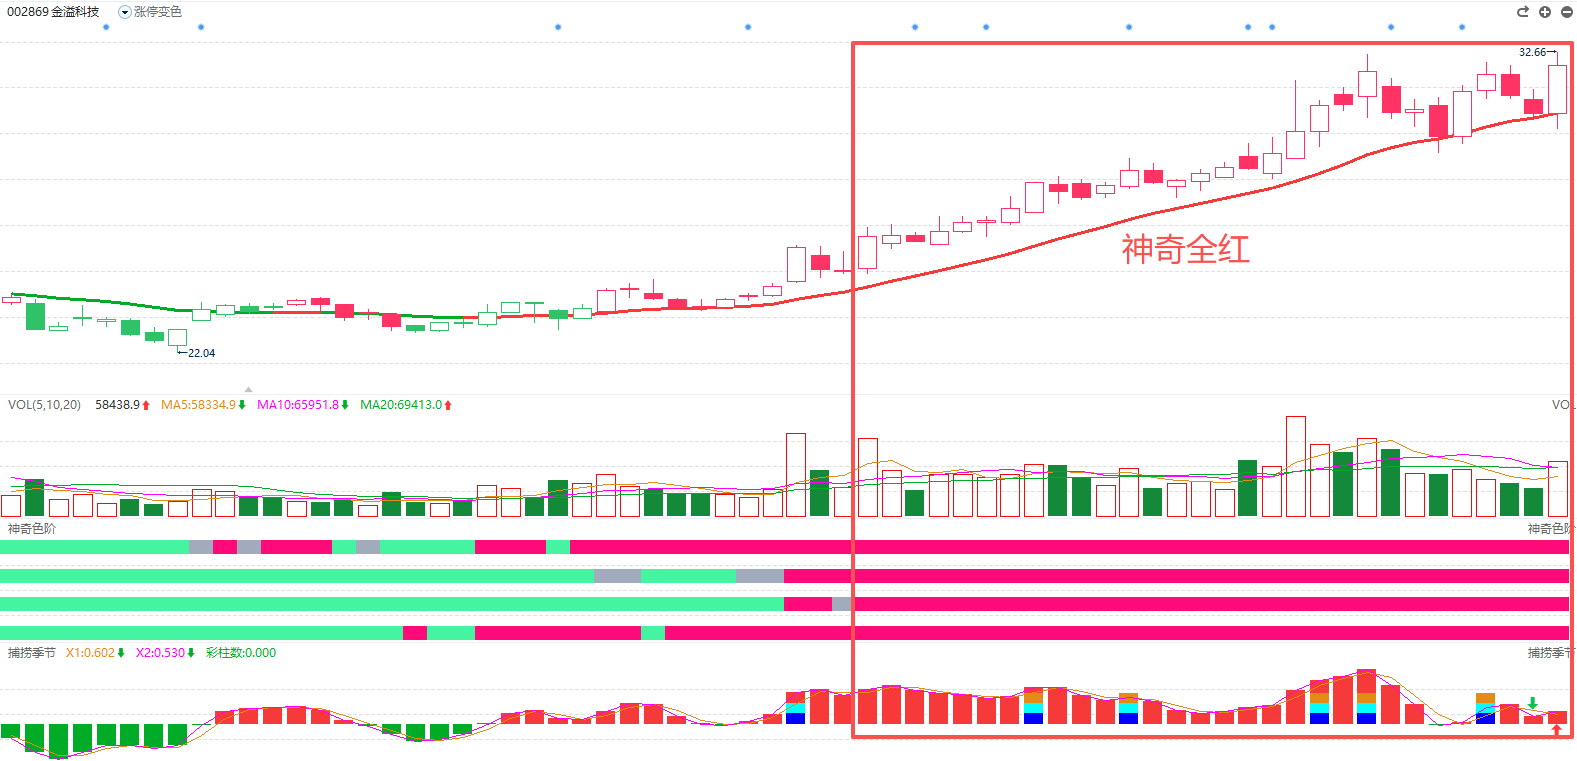 002869 金溢科技 涨停变色
32.66
神奇全红
22.04
VOL(5,10,20) 58438.9 MA5:58334.9 MA10:65951.8 MA20:69413.0 VOL
神奇色阶 神奇色阶
捕捞季节 X1:0.602 X2:0.530 彩柱数:0.000 捕捞季节